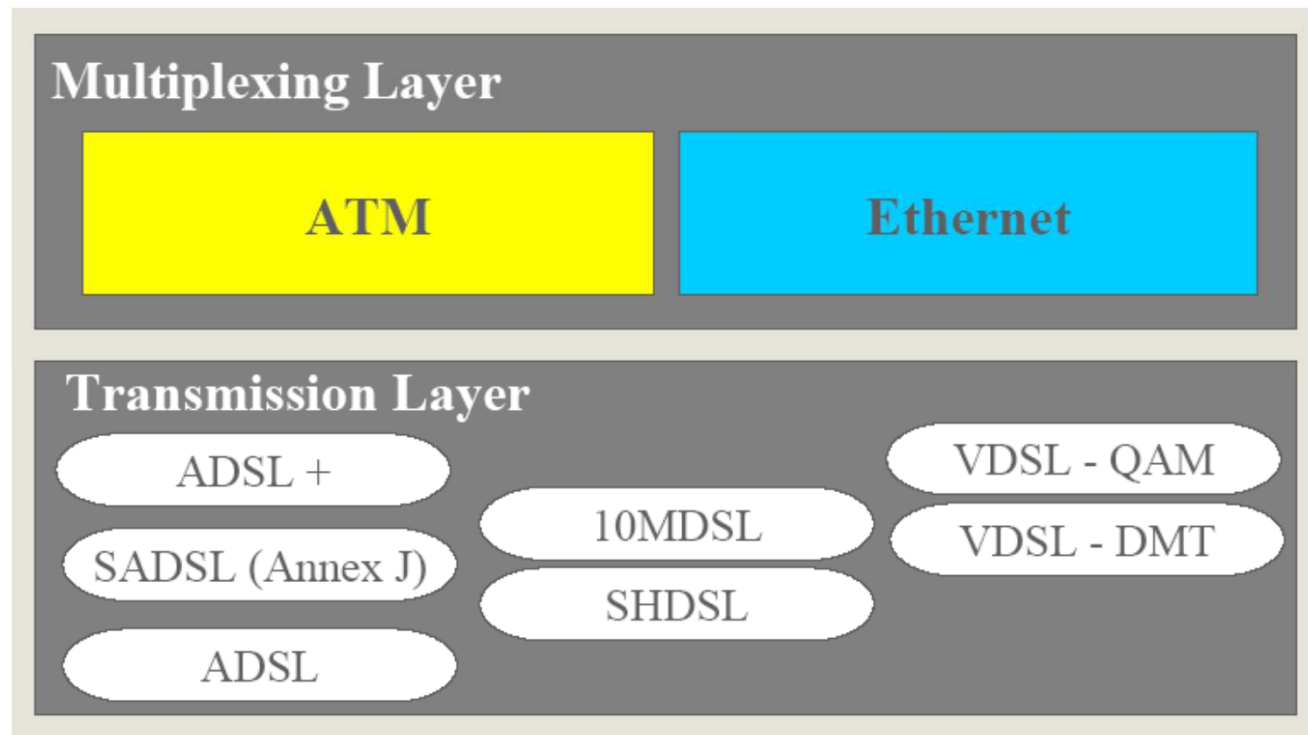 Multiplexing Layer
ATM
Ethernet
Transmission Layer
ADSL +
SADSL (Annex J)
ADSL
10MDSL
SHDSL
VDSL - QAM
VDSL - DMT